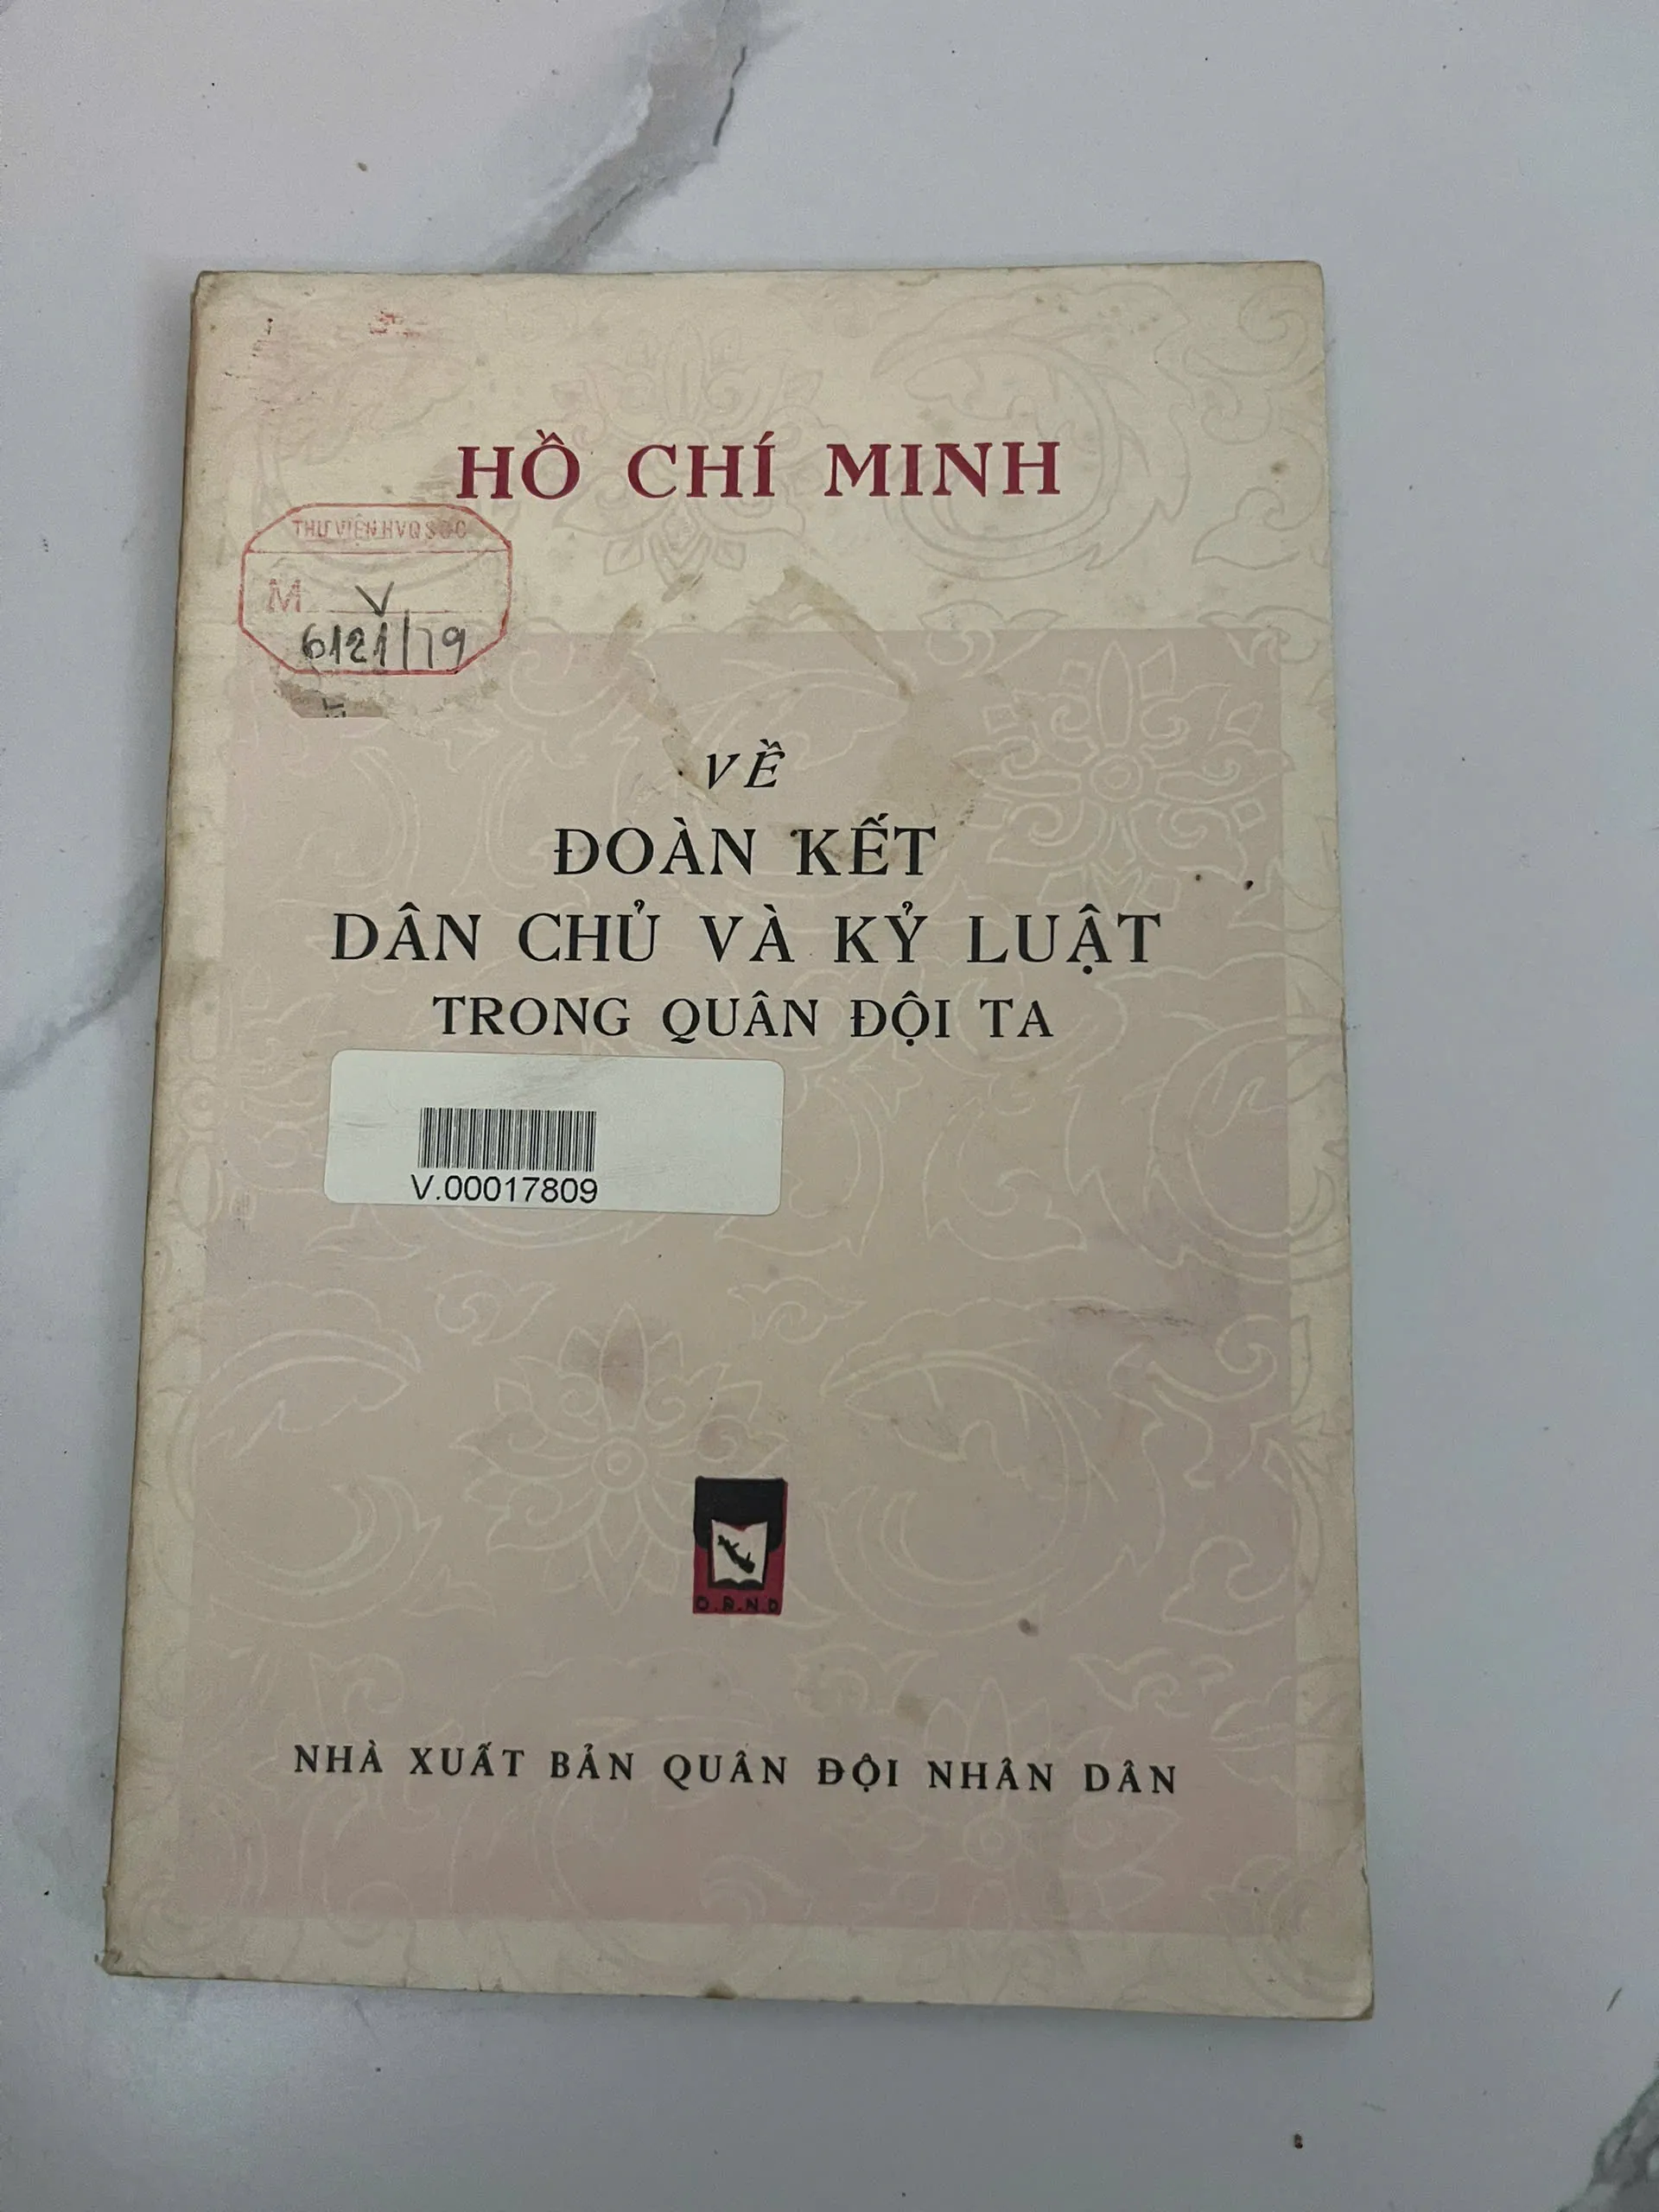 HỒ CHÍ MINH
THƯ VIỆN HVQS
M V
6121/79
VỀ
ĐOÀN KẾT
DÂN CHỦ VÀ KỶ LUẬT
TRONG QUÂN ĐỘI TA
V.00017809
Q.Đ.N.D
NHÀ XUẤT BẢN QUÂN ĐỘI NHÂN DÂN